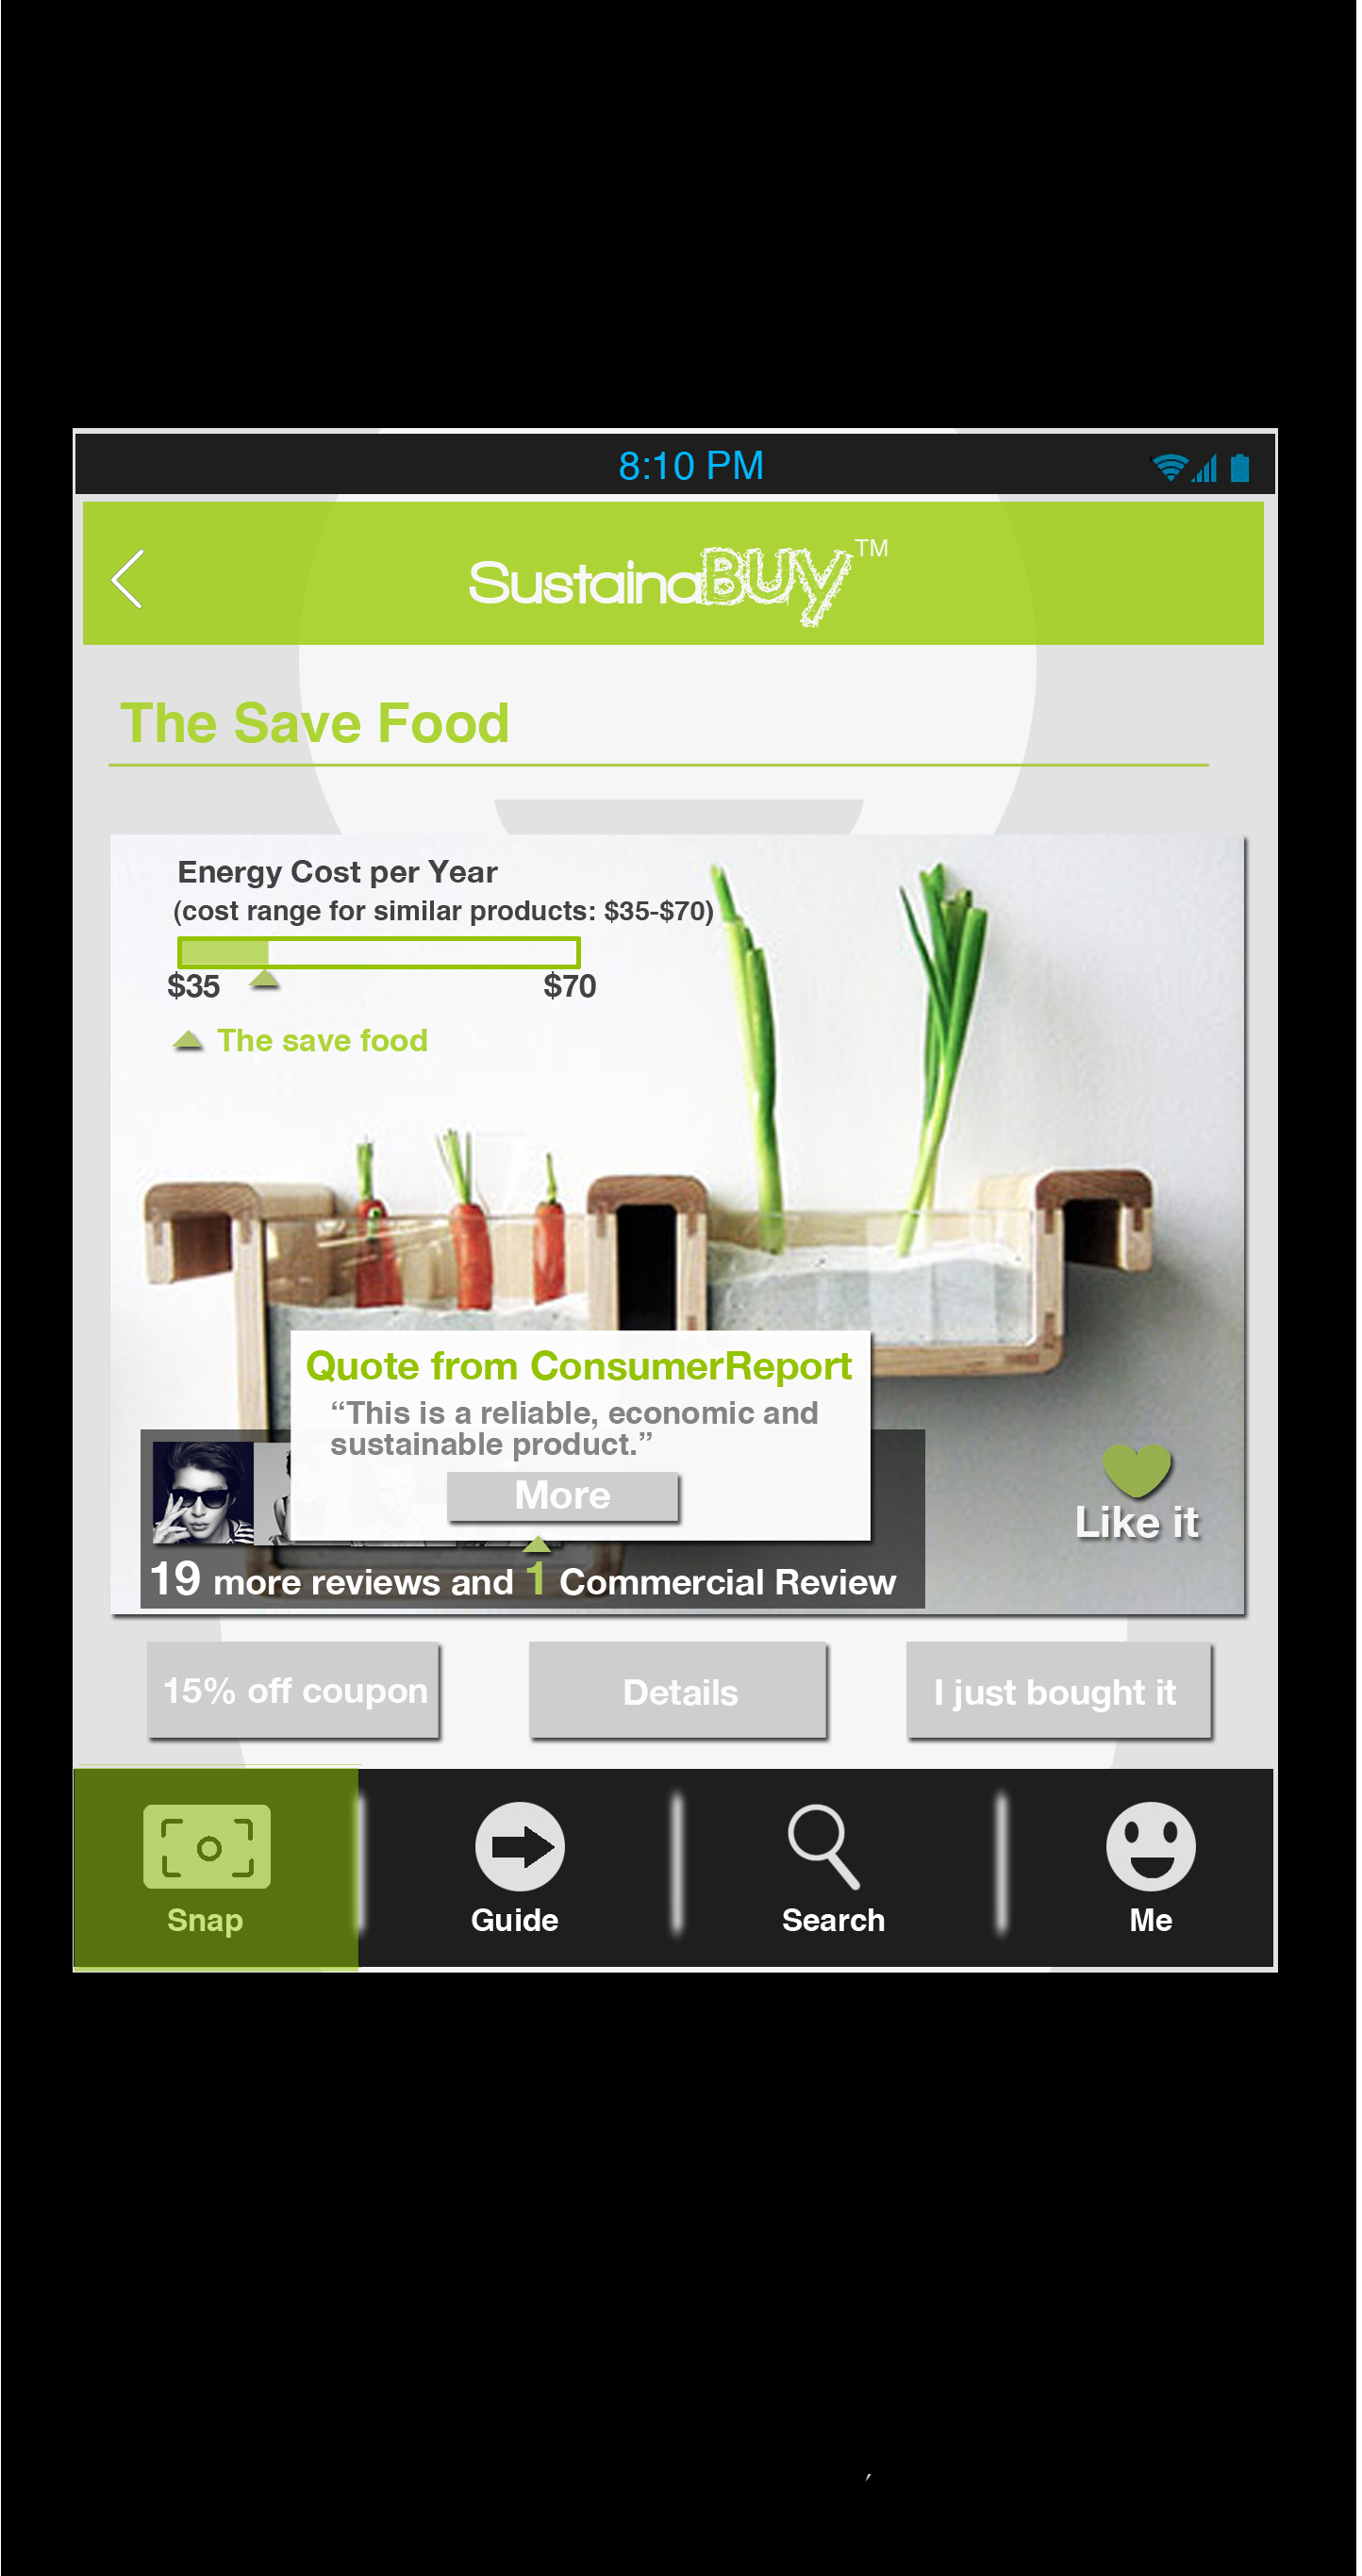 8:10 PM
SustainaBUY™
The Save Food
Energy Cost per Year
(cost range for similar products: $35-$70)
$35 $70
The save food
Quote from ConsumerReport
“This is a reliable, economic and
sustainable product.”
More
Like it
19 more reviews and 1 Commercial Review
15% off coupon
Details
I just bought it
Snap
Guide
Search
Me